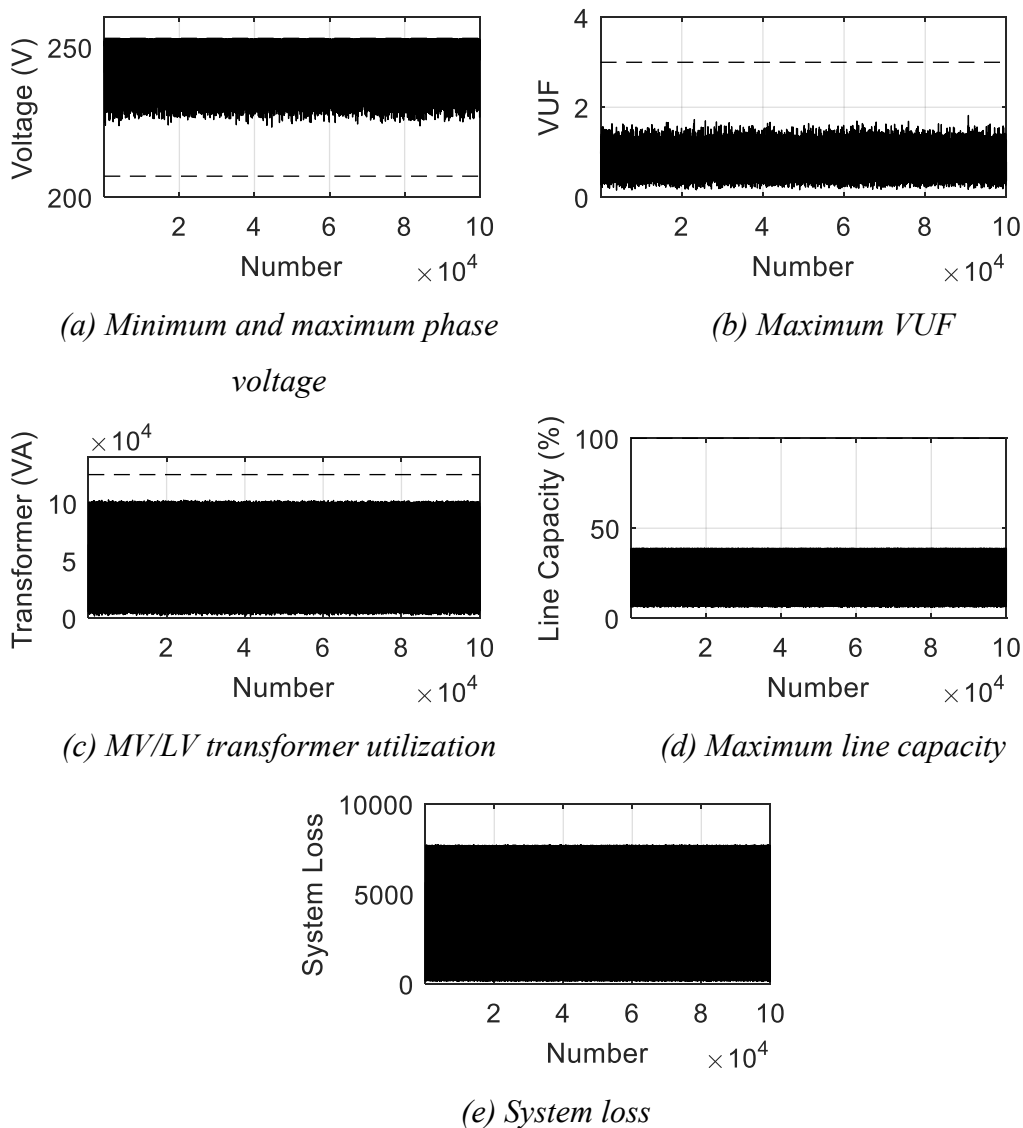 Voltage (V)
250
200
2 4 6 8 10
Number
×10^4
(a) Minimum and maximum phase
voltage
VUF
4
2
0
2 4 6 8 10
Number
×10^4
(b) Maximum VUF
Transformer (VA)
×10^4
10
5
0
2 4 6 8 10
Number
×10^4
(c) MV/LV transformer utilization
Line Capacity (%)
100
50
0
2 4 6 8 10
Number
×10^4
(d) Maximum line capacity
System Loss
10000
5000
0
2 4 6 8 10
Number
×10^4
(e) System loss